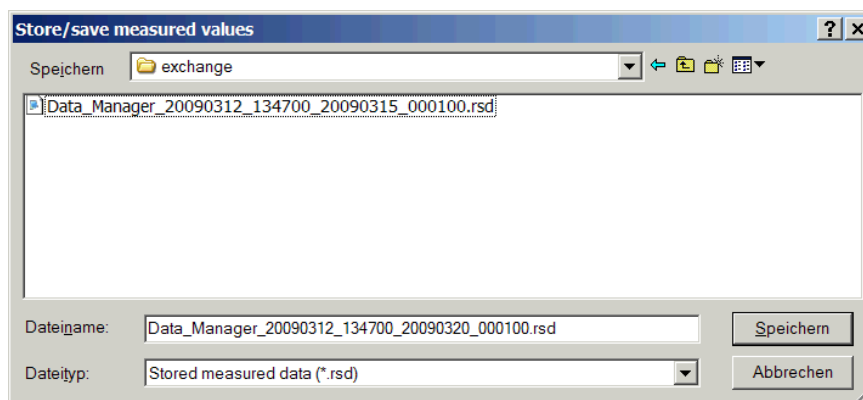 Store/save measured values
Speichern exchange
Data_Manager_20090312_134700_20090315_000100.rsd
Dateiname: Data_Manager_20090312_134700_20090320_000100.rsd Speichern
Dateityp: Stored measured data (*.rsd) Abbrechen